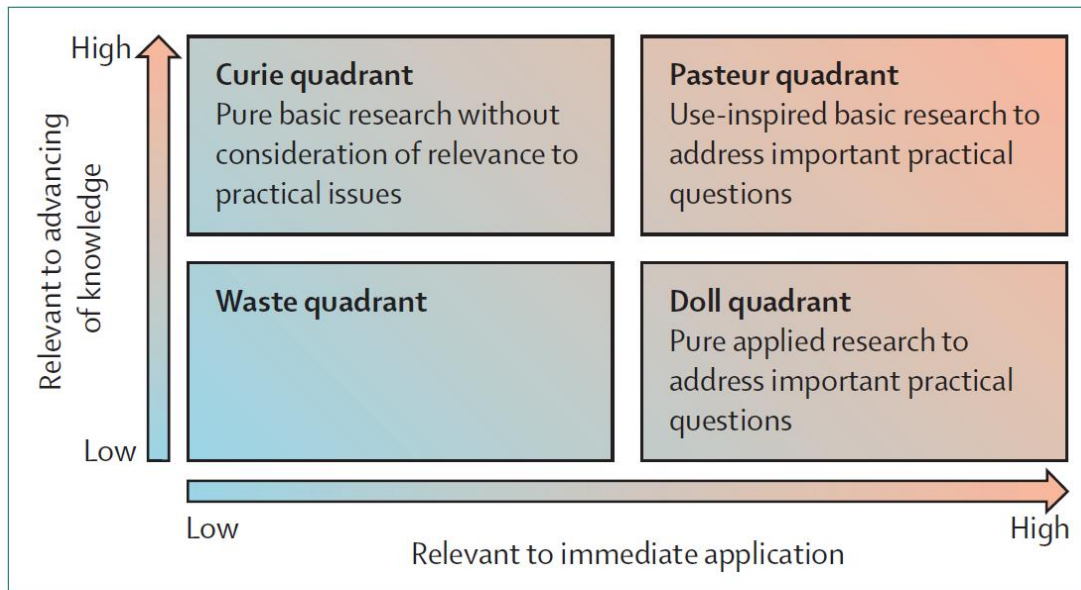 High
Relevant to advancing
of knowledge
Low
Curie quadrant
Pure basic research without
consideration of relevance to
practical issues
Pasteur quadrant
Use-inspired basic research to
address important practical
questions
Waste quadrant
Doll quadrant
Pure applied research to
address important practical
questions
Low
High
Relevant to immediate application